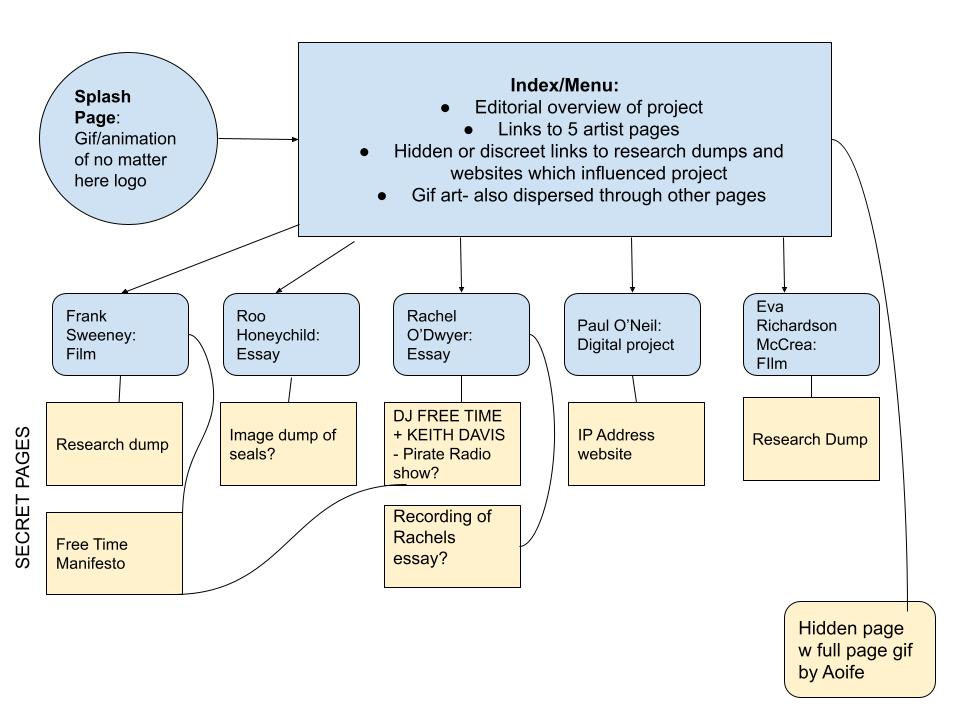 Splash
Page:
Gif/animation
of no matter
here logo
Index/Menu:
● Editorial overview of project
● Links to 5 artist pages
● Hidden or discreet links to research dumps and
websites which influenced project
● Gif art- also dispersed through other pages
Frank
Sweeney:
Film
Roo
Honeychild:
Essay
Rachel
O’Dwyer:
Essay
Paul O’Neil:
Digital project
Eva
Richardson
McCrea:
FIlm
SECRET PAGES
Research dump
Image dump of
seals?
DJ FREE TIME
+ KEITH DAVIS
- Pirate Radio
show?
IP Address
website
Research Dump
Free Time
Manifesto
Recording of
Rachels
essay?
Hidden page
w full page gif
by Aoife